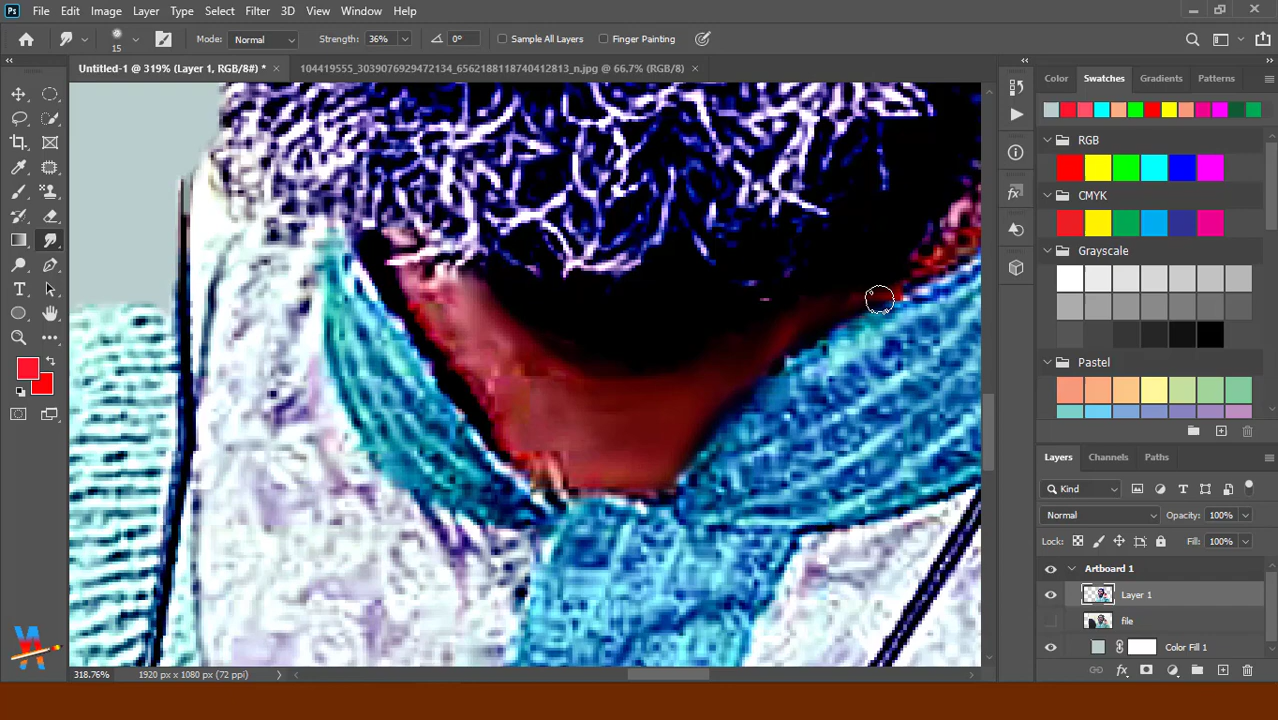 Ps File Edit Image Layer Type Select Filter 3D View Window Help
15 Mode: Normal Strength: 36% 0° Sample All Layers Finger Painting
Untitled-1 @ 319% (Layer 1, RGB/8#) * × 104419555_3039076929472134_6562188118740412813_n.jpg @ 66.7% (RGB/8) ×
Color Swatches Gradients Patterns
RGB
CMYK
Grayscale
Pastel
Layers Channels Paths
Kind
Normal Opacity: 100%
Lock: Fill: 100%
Artboard 1
Layer 1
file
Color Fill 1
fx
318.76% 1920 px x 1080 px (72 ppi)